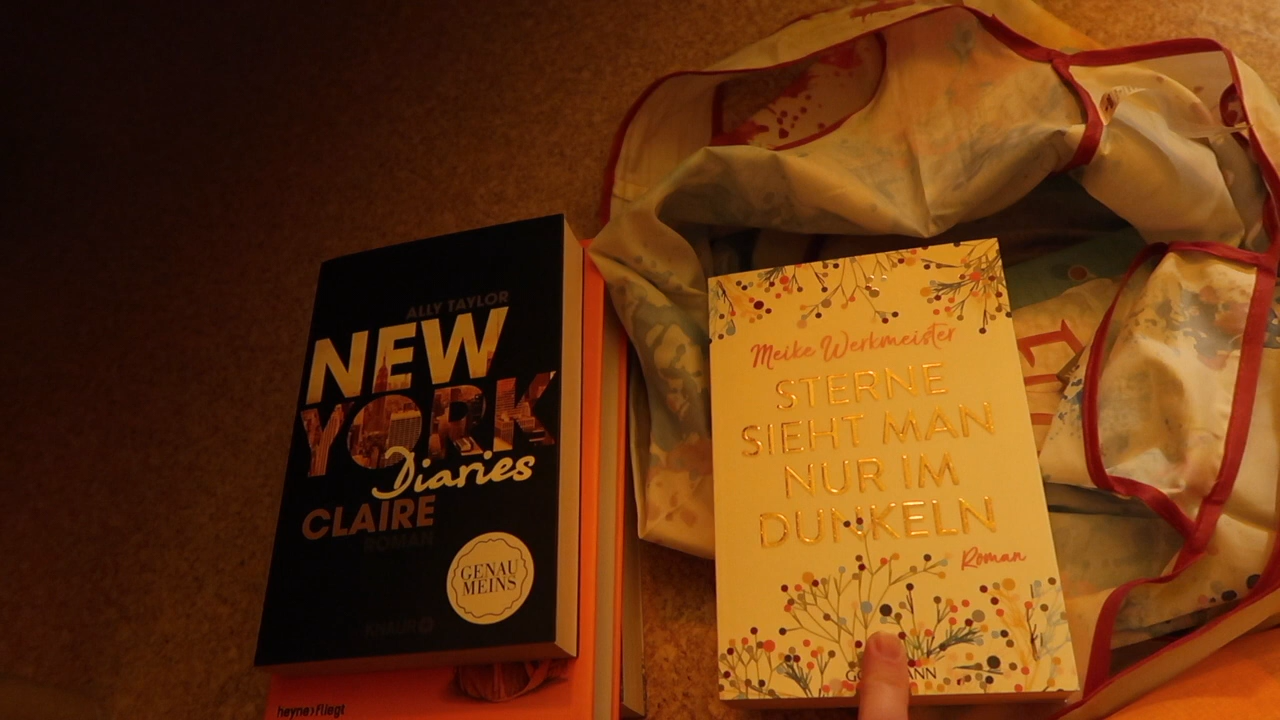 ALLY TAYLOR
NEW
YORK
Diaries
CLAIRE
ROMAN
GENAU
MEINS
KNAUR
heyne›fliegt
Meike Werkmeister
STERNE
SIEHT MAN
NUR IM
DUNKELN
Roman